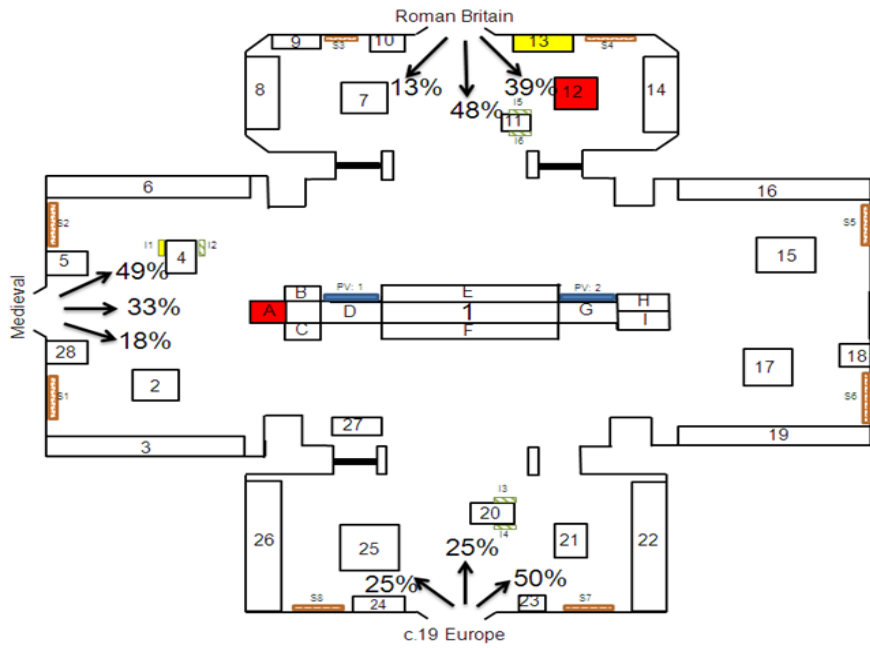 Roman Britain
9
S3
10
13
S4
8
7
13%
48%
39%
12
14
I5
11
I6
6
16
S2
S5
I1
4
I2
15
5
49%
Medieval
33%
18%
B
PV: 1
E
PV: 2
H
A
D
1
G
I
C
F
28
2
17
18
S1
S6
27
3
19
I3
20
I4
26
25
21
22
25%
25%
50%
S8
24
23
S7
c.19 Europe